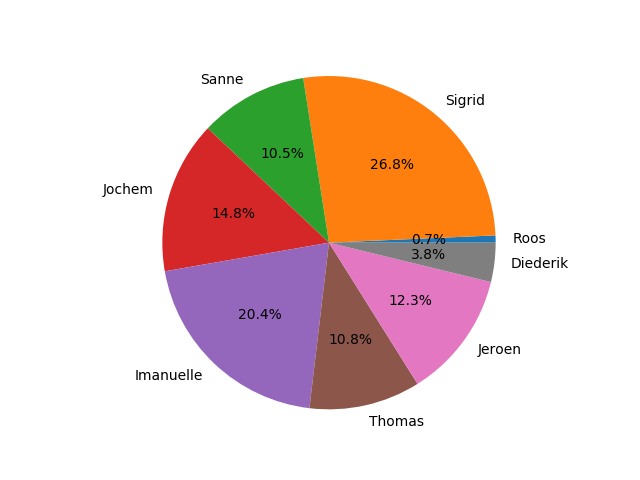 Sanne
Sigrid
10.5%
26.8%
Jochem
14.8%
0.7%
Roos
3.8%
Diederik
12.3%
20.4%
10.8%
Jeroen
Imanuelle
Thomas